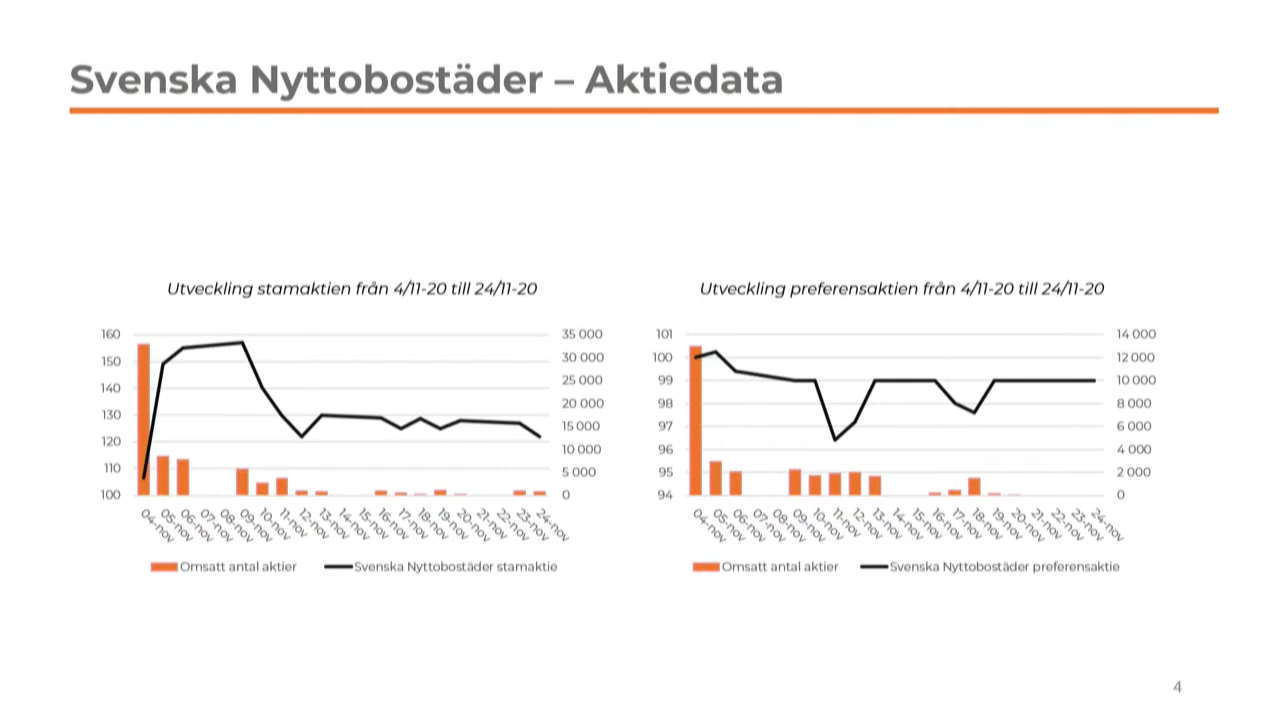 Svenska Nyttobostäder – Aktiedata
Utveckling stamaktien från 4/11-20 till 24/11-20
160
150
140
130
120
110
100
35 000
30 000
25 000
20 000
15 000
10 000
5 000
0
04-nov
05-nov
06-nov
07-nov
08-nov
09-nov
10-nov
11-nov
12-nov
13-nov
14-nov
15-nov
16-nov
17-nov
18-nov
19-nov
20-nov
21-nov
22-nov
23-nov
24-nov
Omsatt antal aktier
Svenska Nyttobostäder stamaktie
Utveckling preferensaktien från 4/11-20 till 24/11-20
101
100
99
98
97
96
95
94
14 000
12 000
10 000
8 000
6 000
4 000
2 000
0
04-nov
05-nov
06-nov
07-nov
08-nov
09-nov
10-nov
11-nov
12-nov
13-nov
14-nov
15-nov
16-nov
17-nov
18-nov
19-nov
20-nov
21-nov
22-nov
23-nov
24-nov
Omsatt antal aktier
Svenska Nyttobostäder preferensaktie
4